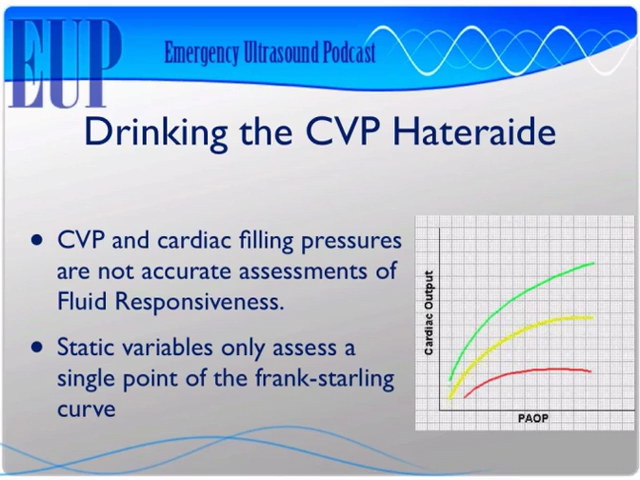 EUP
Emergency Ultrasound Podcast
Drinking the CVP Hateraide
• CVP and cardiac filling pressures
are not accurate assessments of
Fluid Responsiveness.
• Static variables only assess a
single point of the frank-starling
curve
Cardiac Output
PAOP